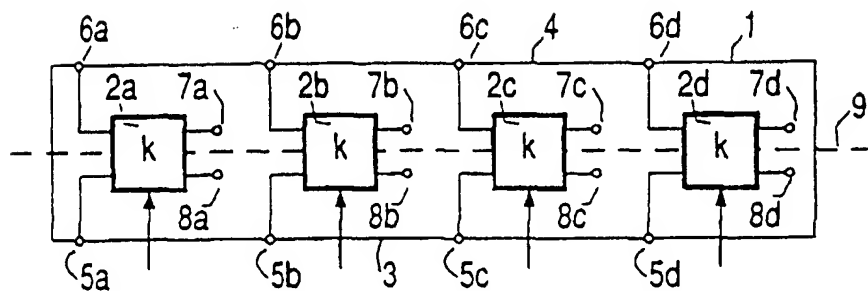 6a 6b 6c 4 6d 1
2a 7a 2b 7b 2c 7c 2d 7d 9
k k k k
8a 8b 8c 8d
5a 5b 3 5c 5d